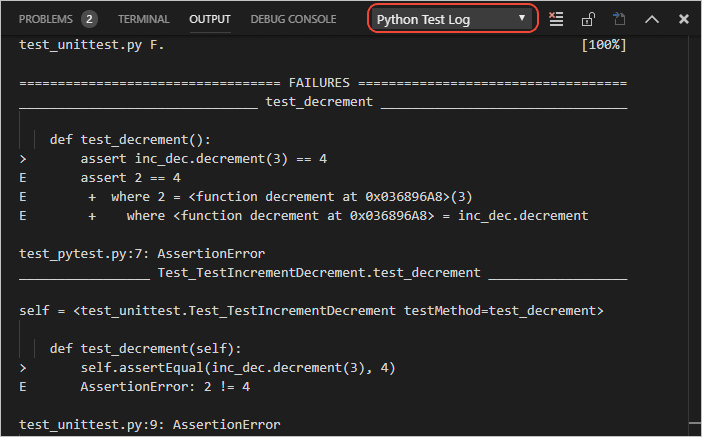 PROBLEMS 2 TERMINAL OUTPUT DEBUG CONSOLE Python Test Log
test_unittest.py F. [100%]
================================== FAILURES ===================================
_______________________________ test_decrement ________________________________
def test_decrement():
> assert inc_dec.decrement(3) == 4
E assert 2 == 4
E + where 2 = <function decrement at 0x036896A8>(3)
E + where <function decrement at 0x036896A8> = inc_dec.decrement
test_pytest.py:7: AssertionError
_________________ Test_TestIncrementDecrement.test_decrement __________________
self = <test_unittest.Test_TestIncrementDecrement testMethod=test_decrement>
def test_decrement(self):
> self.assertEqual(inc_dec.decrement(3), 4)
E AssertionError: 2 != 4
test_unittest.py:9: AssertionError